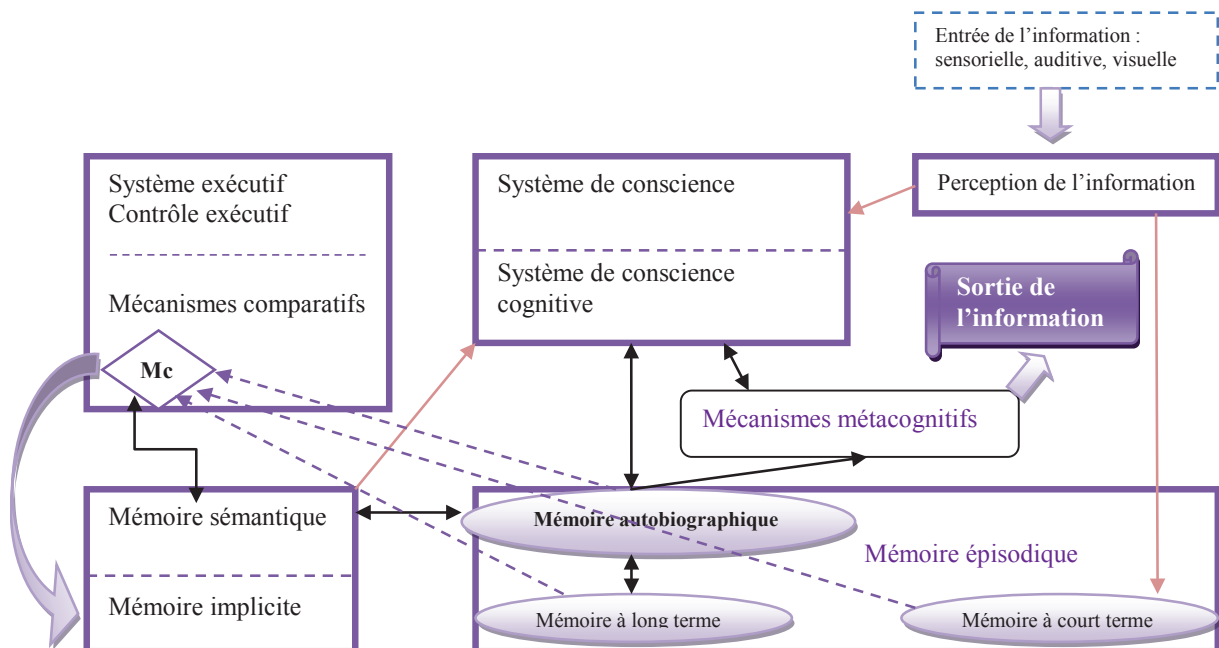 Entrée de l’information :
sensorielle, auditive, visuelle
Système exécutif
Contrôle exécutif
Mécanismes comparatifs
Mc
Système de conscience
Système de conscience
cognitive
Perception de l’information
Sortie de
l’information
Mécanismes métacognitifs
Mémoire sémantique
Mémoire implicite
Mémoire autobiographique
Mémoire épisodique
Mémoire à long terme
Mémoire à court terme